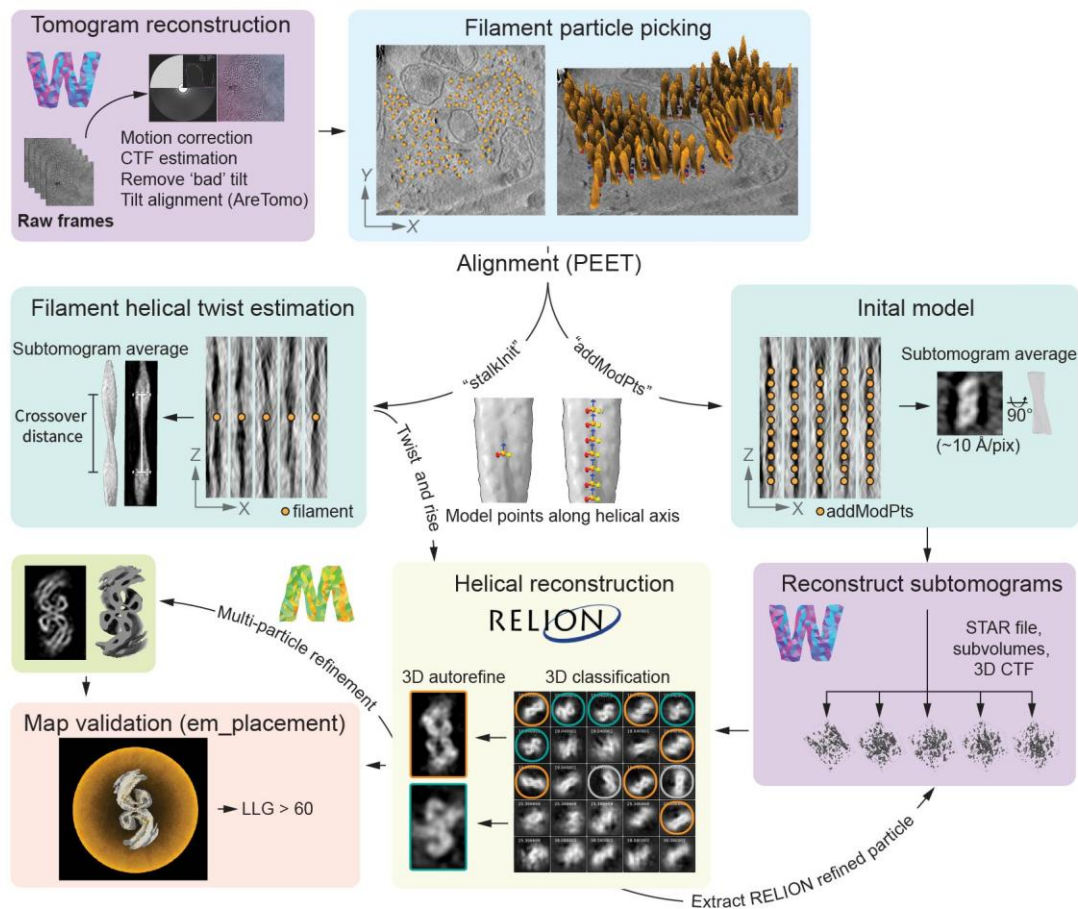 Tomogram reconstruction
Motion correction
CTF estimation
Remove ‘bad’ tilt
Tilt alignment (AreTomo)
Raw frames
Filament particle picking
Y
X
Alignment (PEET)
“stalkInit”
“addModPts”
Filament helical twist estimation
Subtomogram average
Crossover
distance
Z
X
filament
Twist and rise
Model points along helical axis
Inital model
Subtomogram average
90°
(~10 Å/pix)
Z
X
addModPts
Reconstruct subtomograms
STAR file,
subvolumes,
3D CTF
Helical reconstruction
RELION
3D autorefine
3D classification
Multi-particle refinement
Map validation (em_placement)
LLG > 60
Extract RELION refined particle